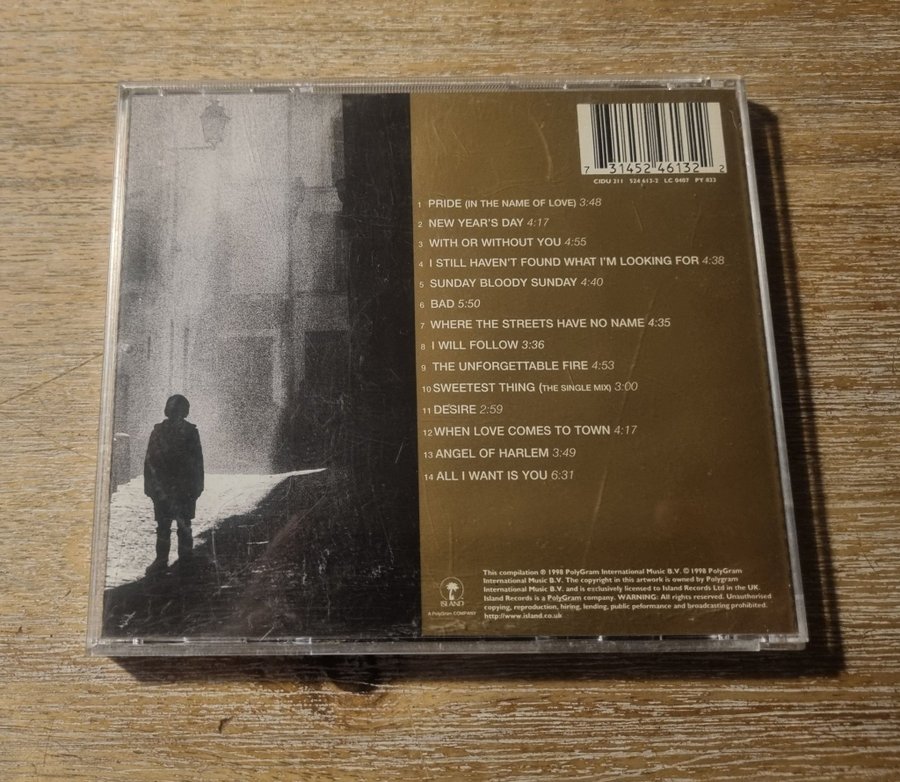 7 31452 46132 2
CIDU 211 524 613-2 LC 0407 PY 833
1 PRIDE (IN THE NAME OF LOVE) 3:48
2 NEW YEAR'S DAY 4:17
3 WITH OR WITHOUT YOU 4:55
4 I STILL HAVEN'T FOUND WHAT I'M LOOKING FOR 4:38
5 SUNDAY BLOODY SUNDAY 4:40
6 BAD 5:50
7 WHERE THE STREETS HAVE NO NAME 4:35
8 I WILL FOLLOW 3:36
9 THE UNFORGETTABLE FIRE 4:53
10 SWEETEST THING (THE SINGLE MIX) 3:00
11 DESIRE 2:59
12 WHEN LOVE COMES TO TOWN 4:17
13 ANGEL OF HARLEM 3:49
14 ALL I WANT IS YOU 6:31
ISLAND
A PolyGram COMPANY
This compilation ℗ 1998 PolyGram International Music B.V. © 1998 PolyGram
International Music B.V. The copyright in this artwork is owned by Polygram
International Music B.V. and is exclusively licensed to Island Records Ltd in the UK.
Island Records is a PolyGram company. WARNING: All rights reserved. Unauthorised
copying, reproduction, hiring, lending, public peformance and broadcasting prohibited.
http://www.island.co.uk